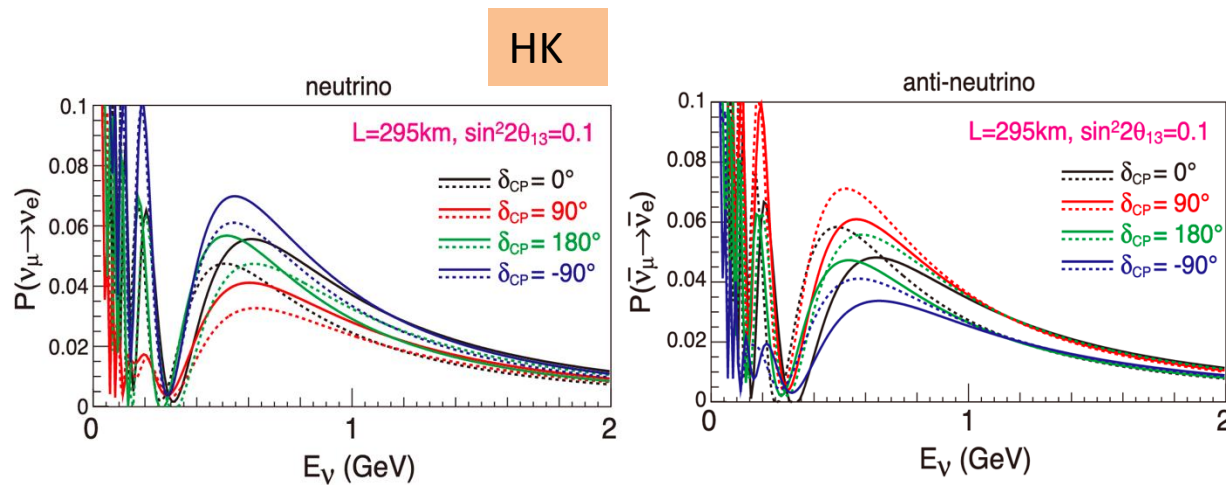 HK
neutrino
P(νμ→νe)
0.1
0.08
0.06
0.04
0.02
0
L=295km, sin²2θ₁₃=0.1
δCP= 0°
δCP= 90°
δCP= 180°
δCP= -90°
0
1
2
Eν (GeV)
anti-neutrino
P(ν̄μ→ν̄e)
0.1
0.08
0.06
0.04
0.02
0
L=295km, sin²2θ₁₃=0.1
δCP= 0°
δCP= 90°
δCP= 180°
δCP= -90°
0
1
2
Eν (GeV)